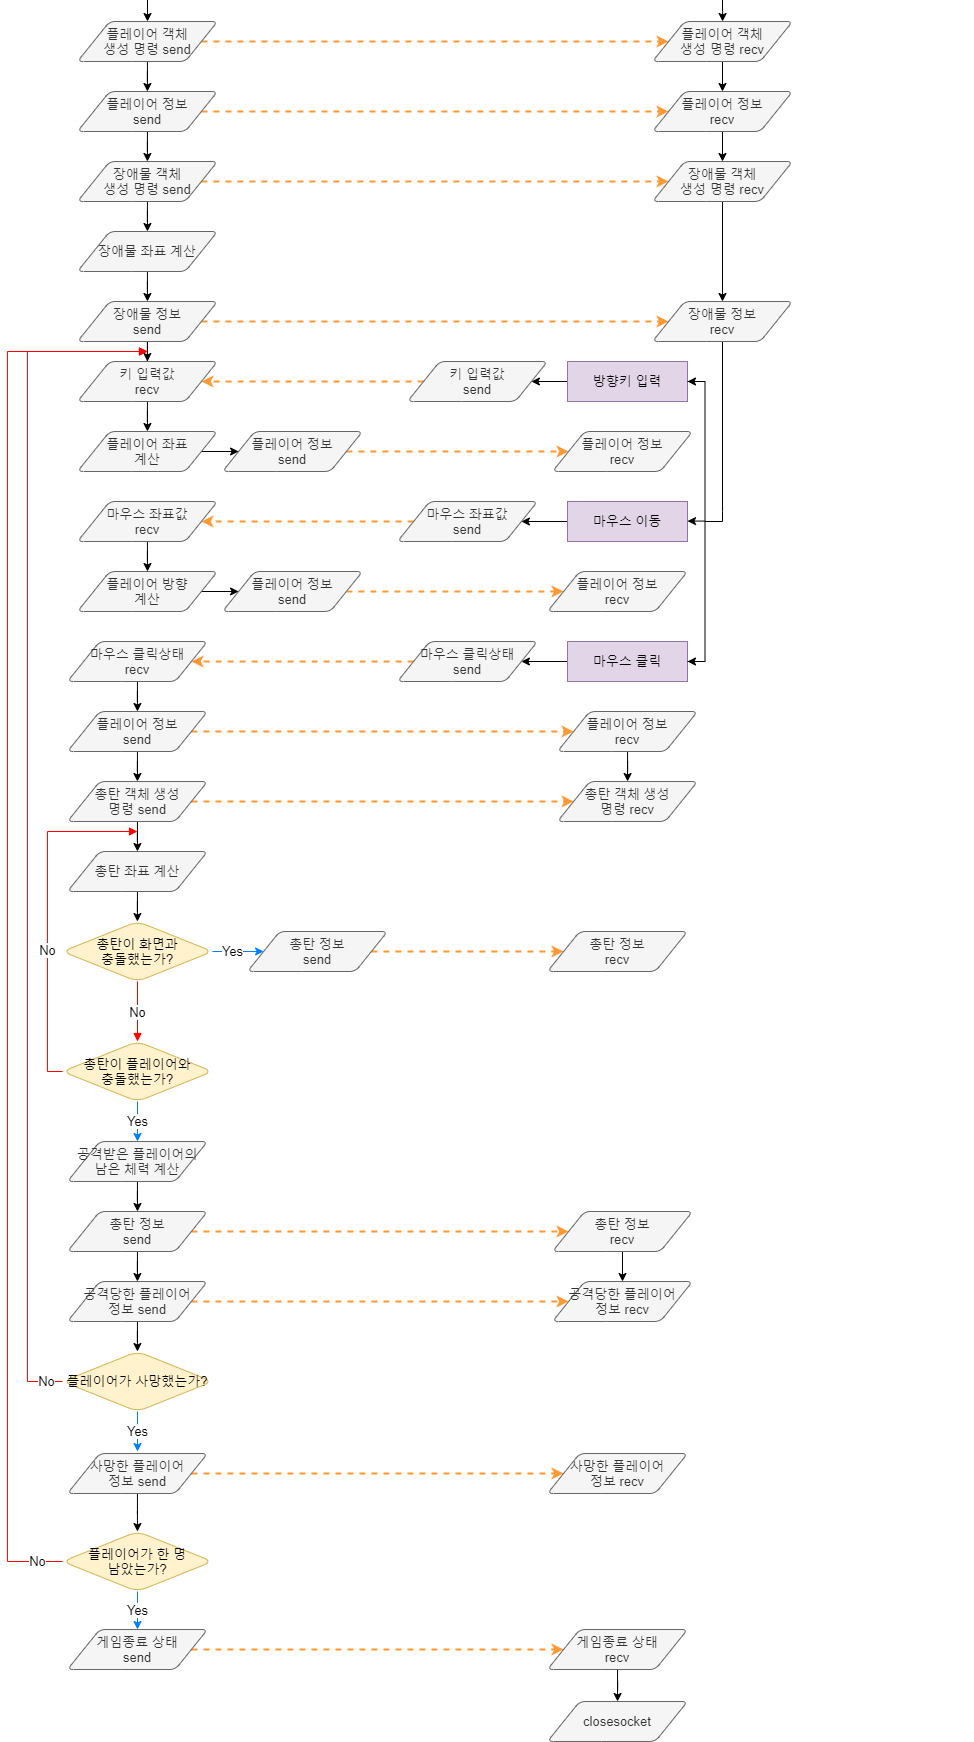 플레이어 객체
생성 명령 send
플레이어 객체
생성 명령 recv
플레이어 정보
send
플레이어 정보
recv
장애물 객체
생성 명령 send
장애물 객체
생성 명령 recv
장애물 좌표 계산
장애물 정보
send
장애물 정보
recv
키 입력값
recv
키 입력값
send
방향키 입력
플레이어 좌표
계산
플레이어 정보
send
플레이어 정보
recv
마우스 좌표값
recv
마우스 좌표값
send
마우스 이동
플레이어 방향
계산
플레이어 정보
send
플레이어 정보
recv
마우스 클릭상태
recv
마우스 클릭상태
send
마우스 클릭
플레이어 정보
send
플레이어 정보
recv
총탄 객체 생성
명령 send
총탄 객체 생성
명령 recv
총탄 좌표 계산
No
총탄이 화면과
충돌했는가?
Yes
총탄 정보
send
총탄 정보
recv
No
총탄이 플레이어와
충돌했는가?
Yes
공격받은 플레이어의
남은 체력 계산
총탄 정보
send
총탄 정보
recv
공격당한 플레이어
정보 send
공격당한 플레이어
정보 recv
No
플레이어가 사망했는가?
Yes
사망한 플레이어
정보 send
사망한 플레이어
정보 recv
No
플레이어가 한 명
남았는가?
Yes
게임종료 상태
send
게임종료 상태
recv
closesocket